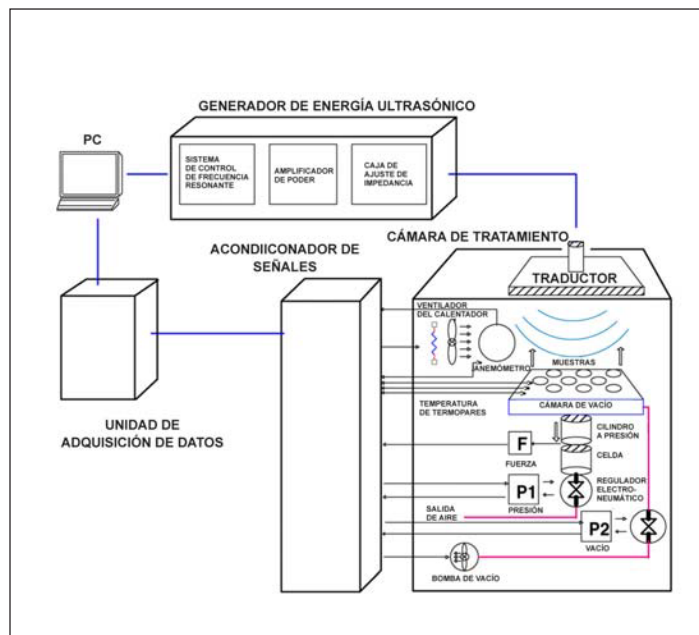 GENERADOR DE ENERGÍA ULTRASÓNICO
PC
SISTEMA
DE CONTROL
DE FRECUENCIA
RESONANTE
AMPLIFICADOR
DE PODER
CAJA DE
AJUSTE DE
IMPEDANCIA
ACONDIICONADOR DE
SEÑALES
CÁMARA DE TRATAMIENTO
TRADUCTOR
VENTILADOR
DEL CALENTADOR
ANEMÓMETRO
MUESTRAS
TEMPERATURA
DE TERMOPARES
CÁMARA DE VACÍO
UNIDAD DE
ADQUISICIÓN DE DATOS
CILINDRO
A PRESIÓN
F
FUERZA
CELDA
P1
PRESIÓN
REGULADOR
ELECTRO-
NEUMÁTICO
SALIDA
DE AIRE
P2
VACÍO
BOMBA DE VACÍO